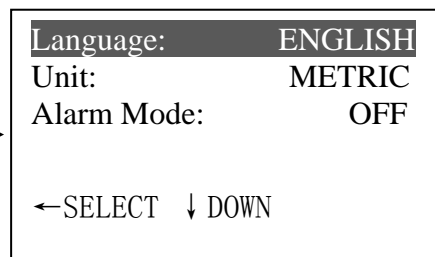 Language: ENGLISH
Unit: METRIC
Alarm Mode: OFF
←SELECT ↓DOWN